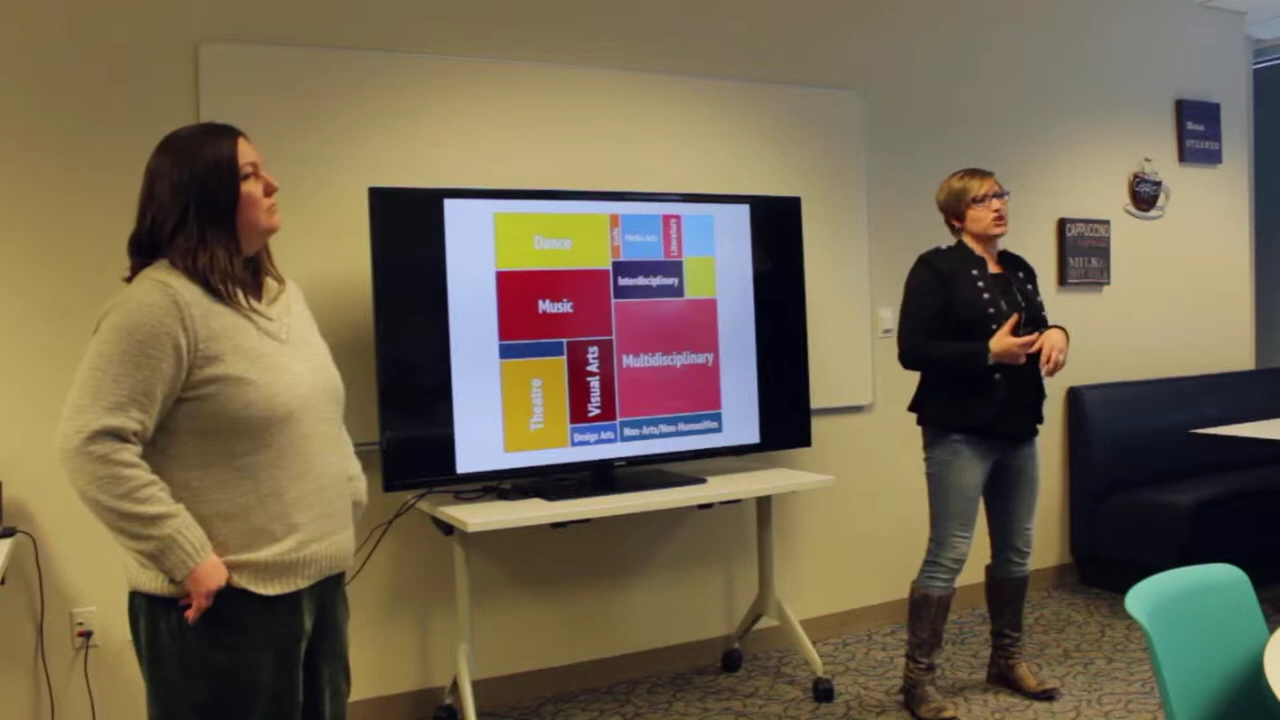 Dance
Media Arts
Literature
Interdisciplinary
Music
Multidisciplinary
Visual Arts
Theatre
Design Arts
Non-Arts/Non-Humanities
CAPPUCCINO
MILK